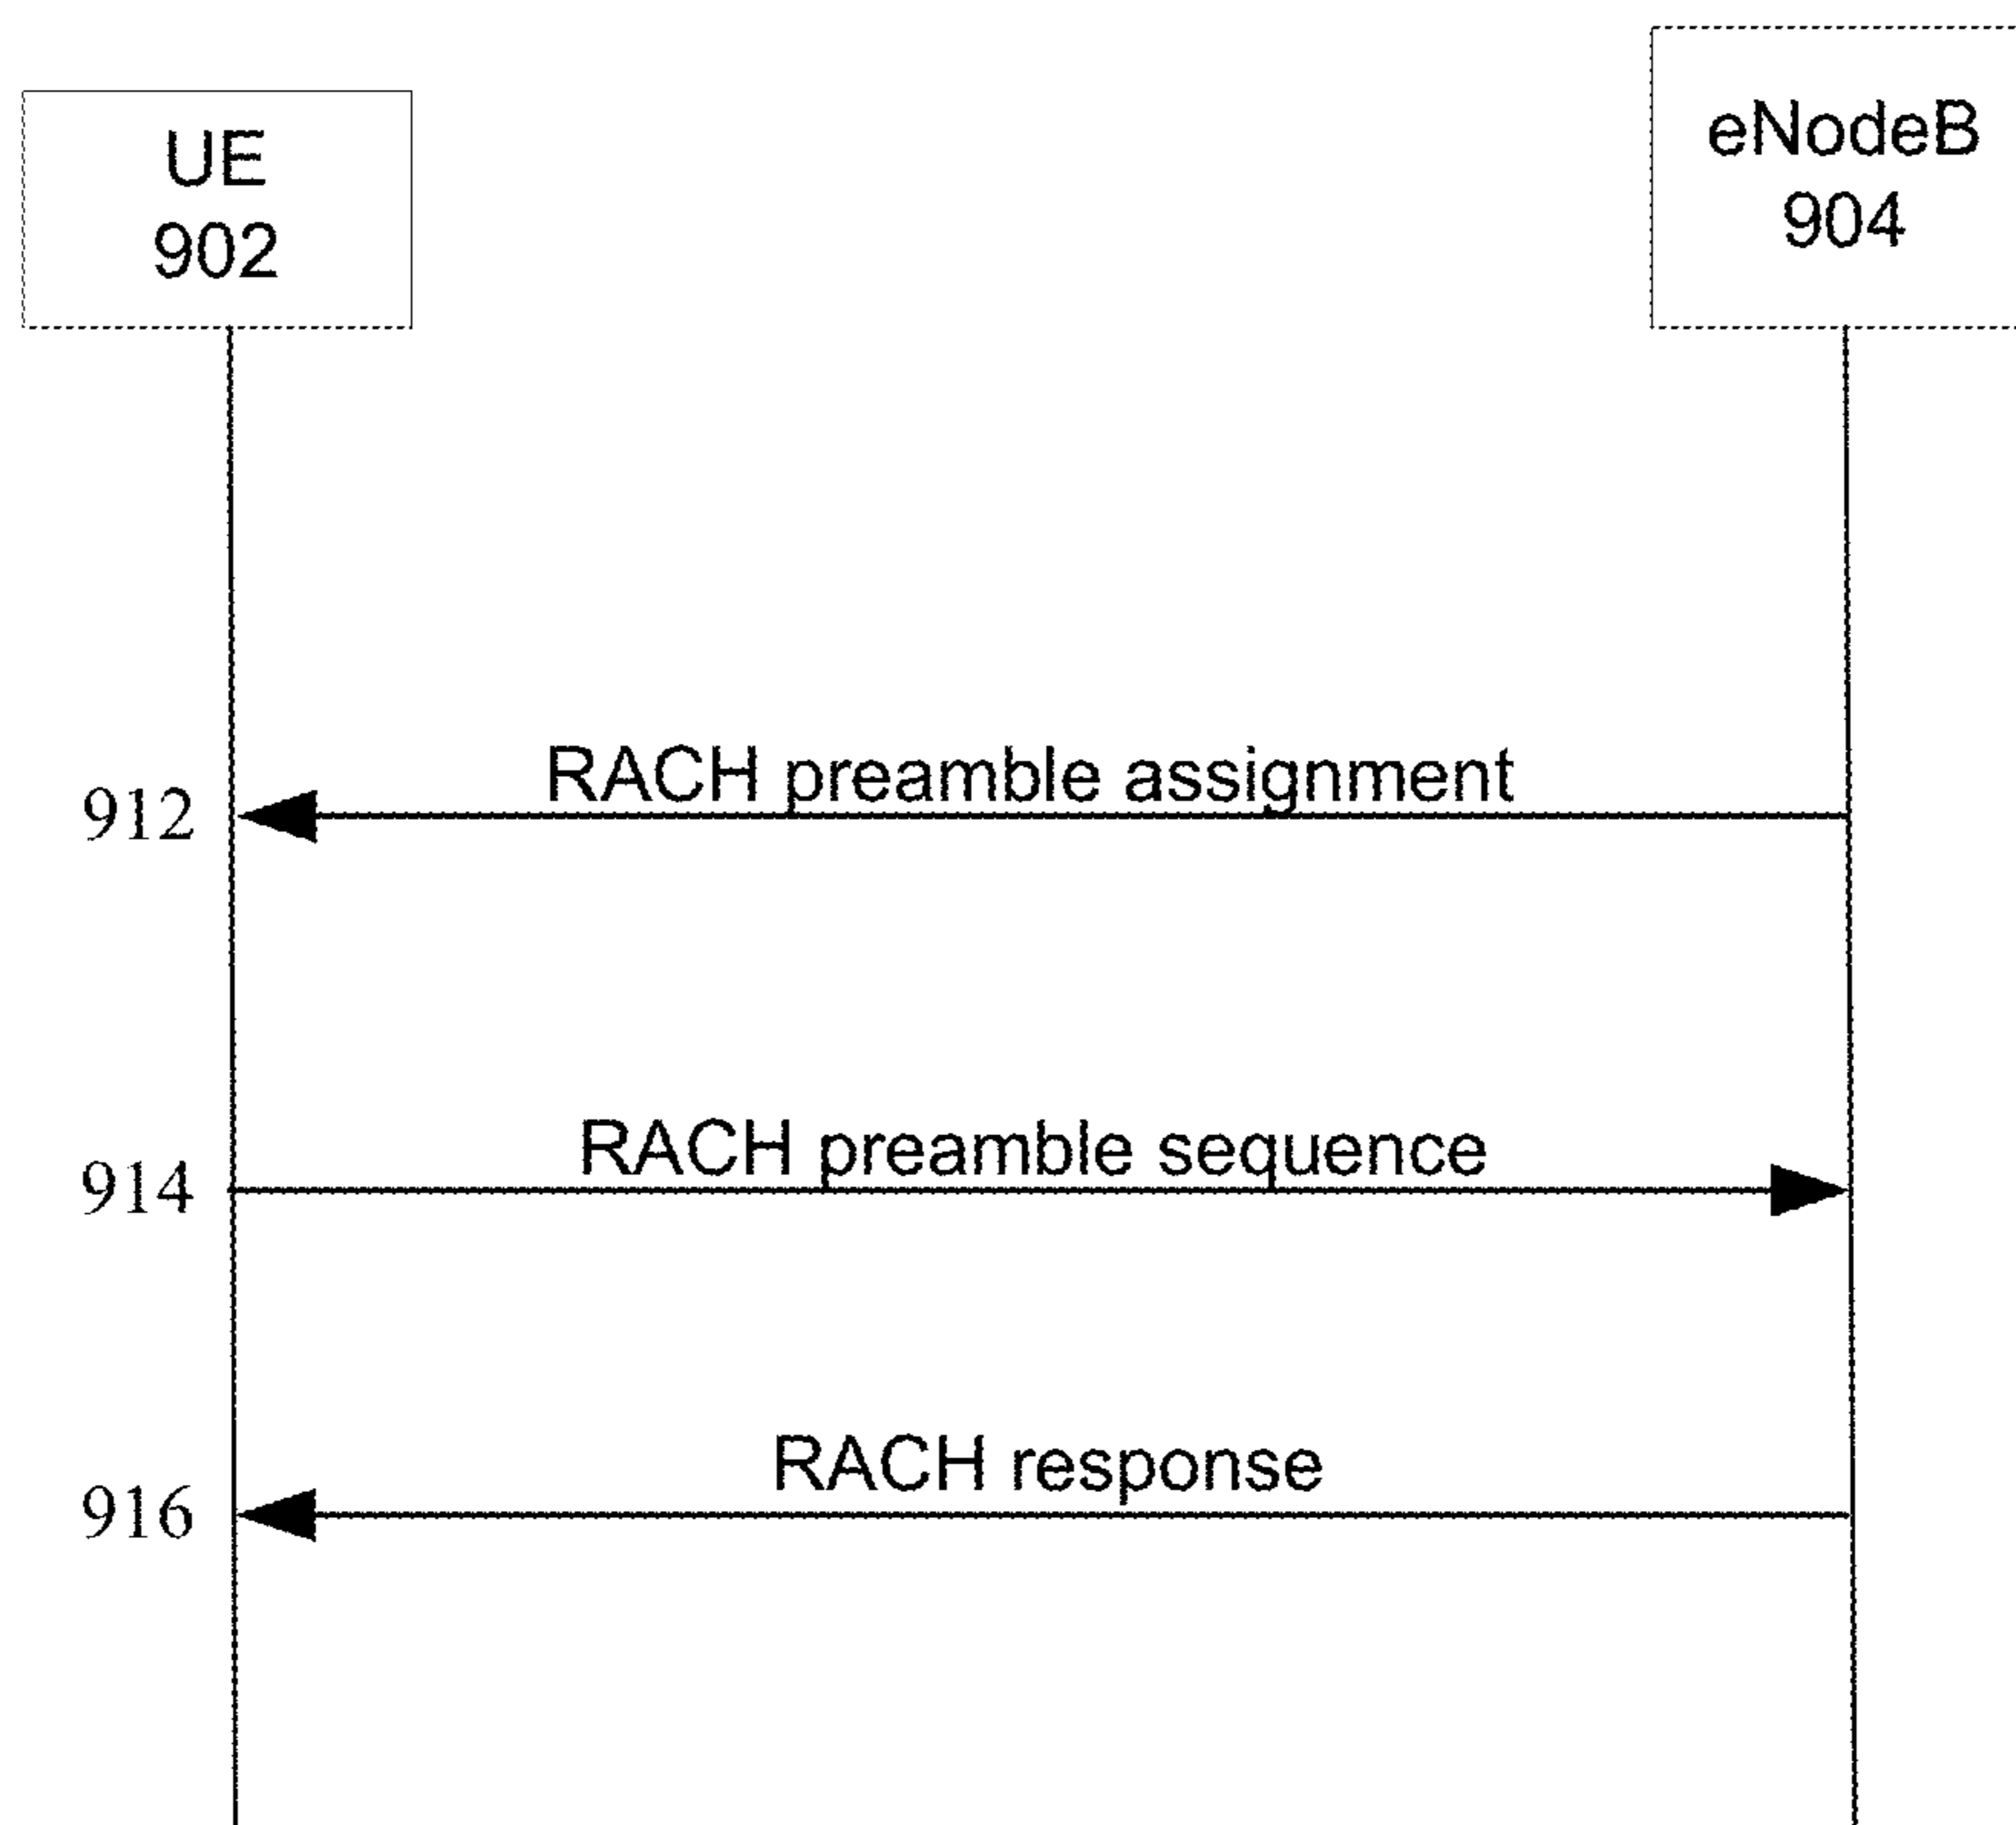 UE
902
eNodeB
904
RACH preamble assignment
912
RACH preamble sequence
914
RACH response
916